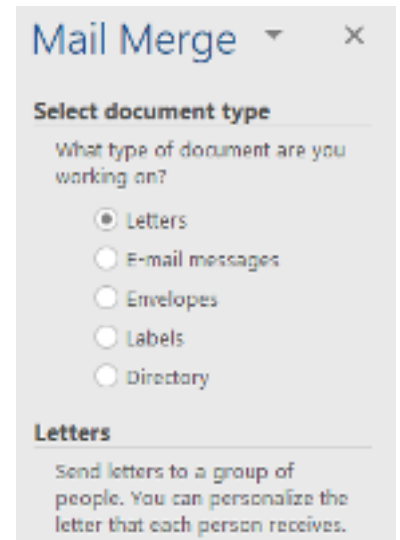 Mail Merge
Select document type
What type of document are you
working on?
Letters
E-mail messages
Envelopes
Labels
Directory
Letters
Send letters to a group of
people. You can personalize the
letter that each person receives.